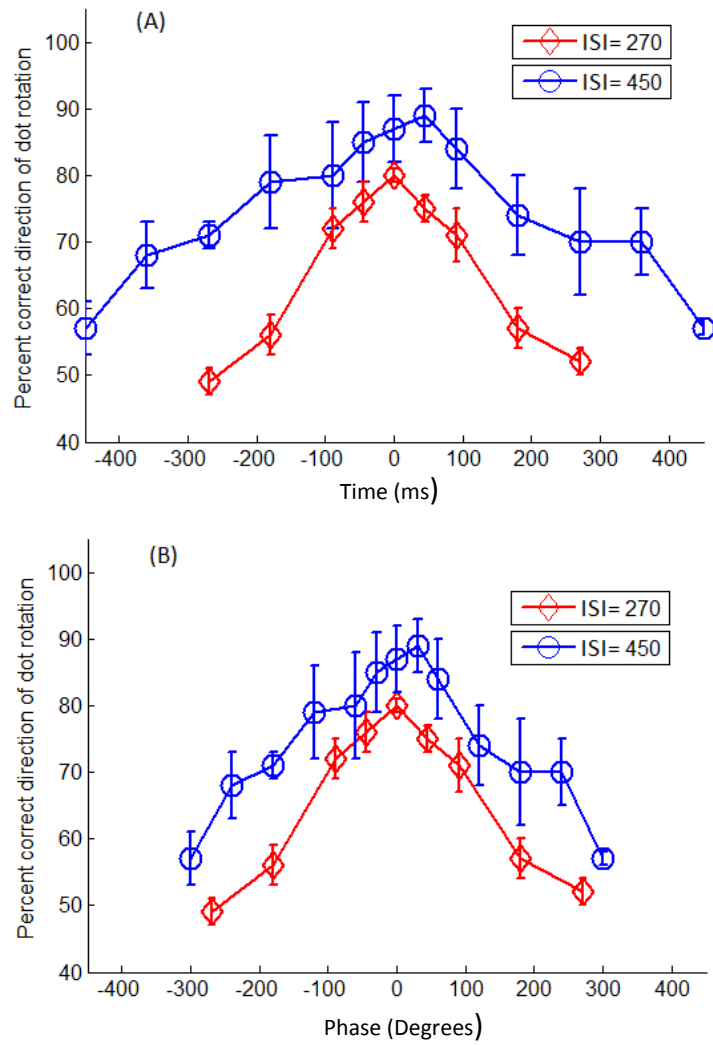 (A)
ISI= 270
ISI= 450
100
90
80
70
60
50
40
Percent correct direction of dot rotation
-400 -300 -200 -100 0 100 200 300 400
Time (ms)
(B)
ISI= 270
ISI= 450
100
90
80
70
60
50
40
Percent correct direction of dot rotation
-400 -300 -200 -100 0 100 200 300 400
Phase (Degrees)